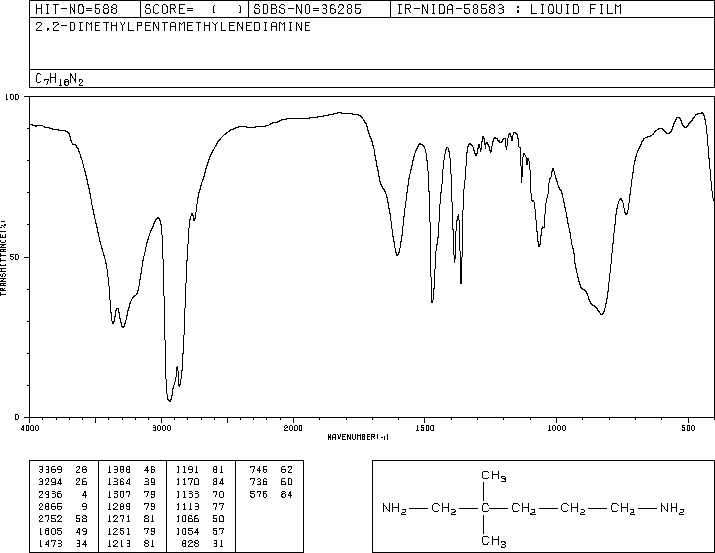 HIT-NO=588 SCORE= ( ) SDBS-NO=36285 IR-NIDA-58583 : LIQUID FILM
2,2-DIMETHYLPENTAMETHYLENEDIAMINE
C7H18N2
100
50
0
TRANSMITTANCE(%)
4000 3000 2000 1500 1000 500
WAVENUMBER(-1)
3369 28 1388 46 1191 81 746 62
3294 26 1364 39 1170 84 736 60
2936 4 1307 79 1133 70 576 84
2865 9 1289 79 1113 77
2752 58 1271 81 1066 50
1605 49 1251 79 1054 57
1473 34 1213 81 828 31
CH3
NH2—CH2—C—CH2—CH2—CH2—NH2
CH3